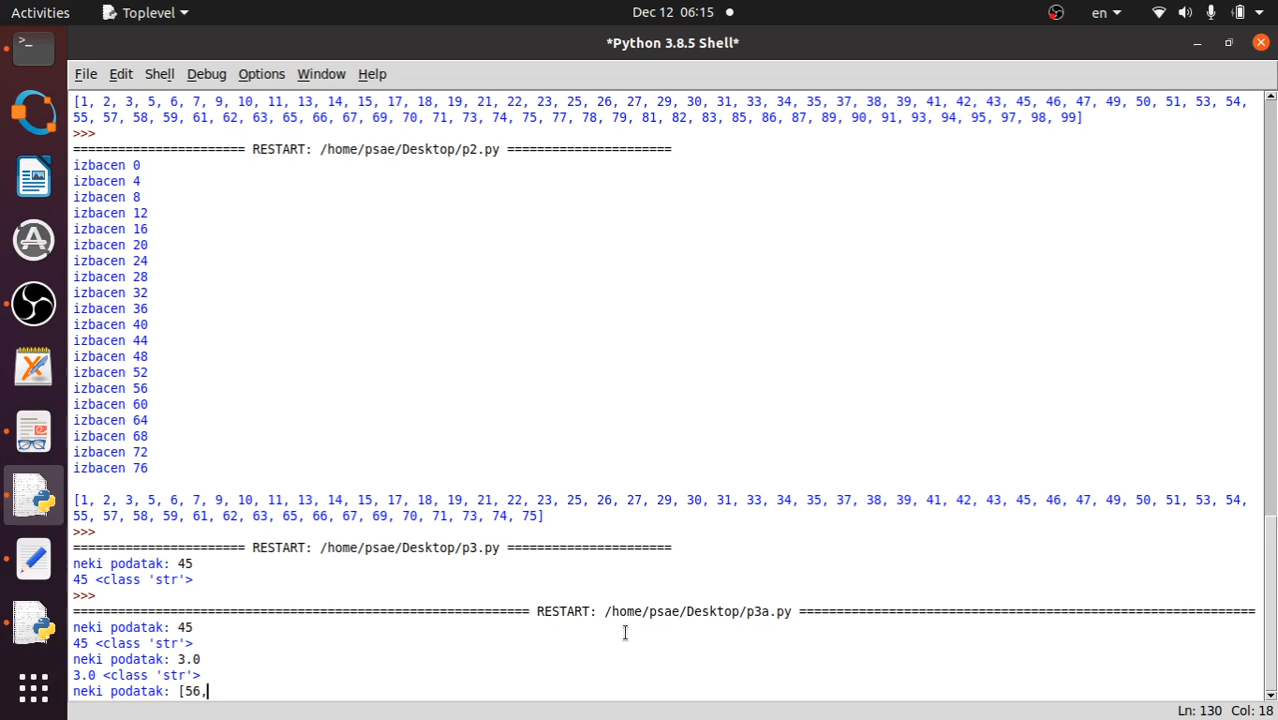 Activities Toplevel Dec 12 06:15 en
*Python 3.8.5 Shell*
File Edit Shell Debug Options Window Help
[1, 2, 3, 5, 6, 7, 9, 10, 11, 13, 14, 15, 17, 18, 19, 21, 22, 23, 25, 26, 27, 29, 30, 31, 33, 34, 35, 37, 38, 39, 41, 42, 43, 45, 46, 47, 49, 50, 51, 53, 54,
55, 57, 58, 59, 61, 62, 63, 65, 66, 67, 69, 70, 71, 73, 74, 75, 77, 78, 79, 81, 82, 83, 85, 86, 87, 89, 90, 91, 93, 94, 95, 97, 98, 99]
>>>
======================= RESTART: /home/psae/Desktop/p2.py ======================
izbacen 0
izbacen 4
izbacen 8
izbacen 12
izbacen 16
izbacen 20
izbacen 24
izbacen 28
izbacen 32
izbacen 36
izbacen 40
izbacen 44
izbacen 48
izbacen 52
izbacen 56
izbacen 60
izbacen 64
izbacen 68
izbacen 72
izbacen 76
[1, 2, 3, 5, 6, 7, 9, 10, 11, 13, 14, 15, 17, 18, 19, 21, 22, 23, 25, 26, 27, 29, 30, 31, 33, 34, 35, 37, 38, 39, 41, 42, 43, 45, 46, 47, 49, 50, 51, 53, 54,
55, 57, 58, 59, 61, 62, 63, 65, 66, 67, 69, 70, 71, 73, 74, 75]
>>>
======================= RESTART: /home/psae/Desktop/p3.py ======================
neki podatak: 45
45 <class 'str'>
>>>
============================================================= RESTART: /home/psae/Desktop/p3a.py =============================================================
neki podatak: 45
45 <class 'str'>
neki podatak: 3.0
3.0 <class 'str'>
neki podatak: [56,
Ln: 130 Col: 18